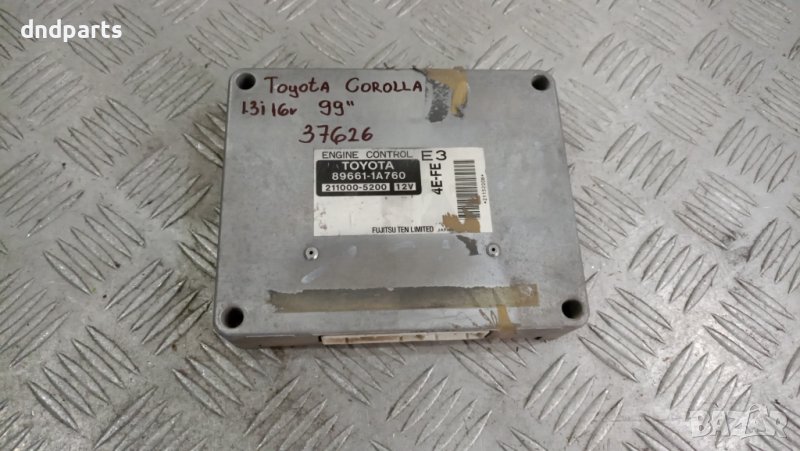 dndparts
Toyota COROLLA
1.3i 16v 99"
37626
ENGINE CONTROL E3
TOYOTA
89661-1A760
211000-5200 12V
4E-FE
FUJITSU TEN LIMITED
BAZAR